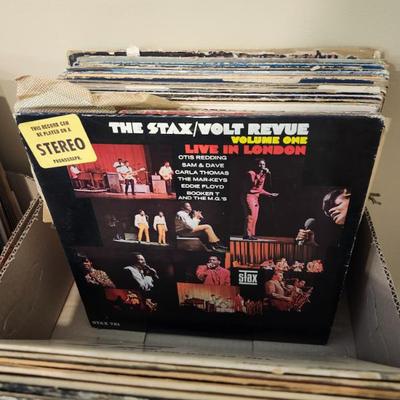 THIS RECORD CAN
BE PLAYED ON A
STEREO
PHONOGRAPH.
THE STAX/VOLT REVUE
VOLUME ONE
LIVE IN LONDON
OTIS REDDING
SAM & DAVE
CARLA THOMAS
THE MAR-KEYS
EDDIE FLOYD
BOOKER T
AND THE M.G.'S
stax
STAX 721